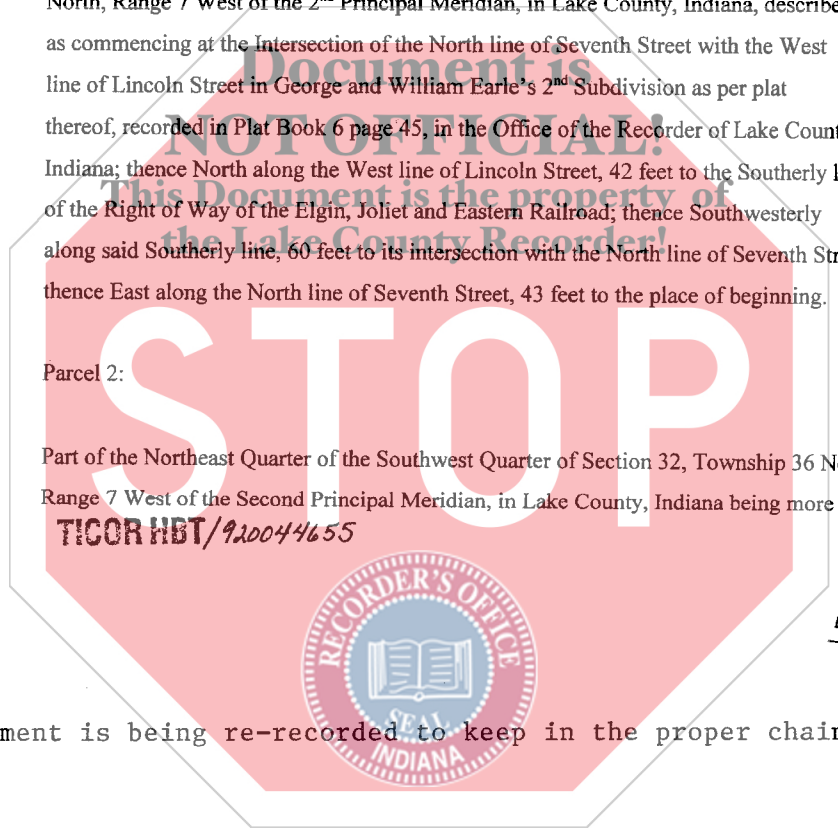 North, Range 7 West of the 2nd Principal Meridian, in Lake County, Indiana, describe
as commencing at the Intersection of the North line of Seventh Street with the West
Document is
line of Lincoln Street in George and William Earle's 2nd Subdivision as per plat
NOT OFFICIAL!
thereof, recorded in Plat Book 6 page 45, in the Office of the Recorder of Lake Coun
Indiana; thence North along the West line of Lincoln Street, 42 feet to the Southerly l
This Document is the property of
of the Right of Way of the Elgin, Joliet and Eastern Railroad; thence Southwesterly
the Lake County Recorder!
along said Southerly line, 60 feet to its intersection with the North line of Seventh Str
thence East along the North line of Seventh Street, 43 feet to the place of beginning.
STOP
Parcel 2:
Part of the Northeast Quarter of the Southwest Quarter of Section 32, Township 36 N
Range 7 West of the Second Principal Meridian, in Lake County, Indiana being more
TICOR HBT/920044655
RECORDER'S OFFICE
SEAL
INDIANA
ment is being re-recorded to keep in the proper chain